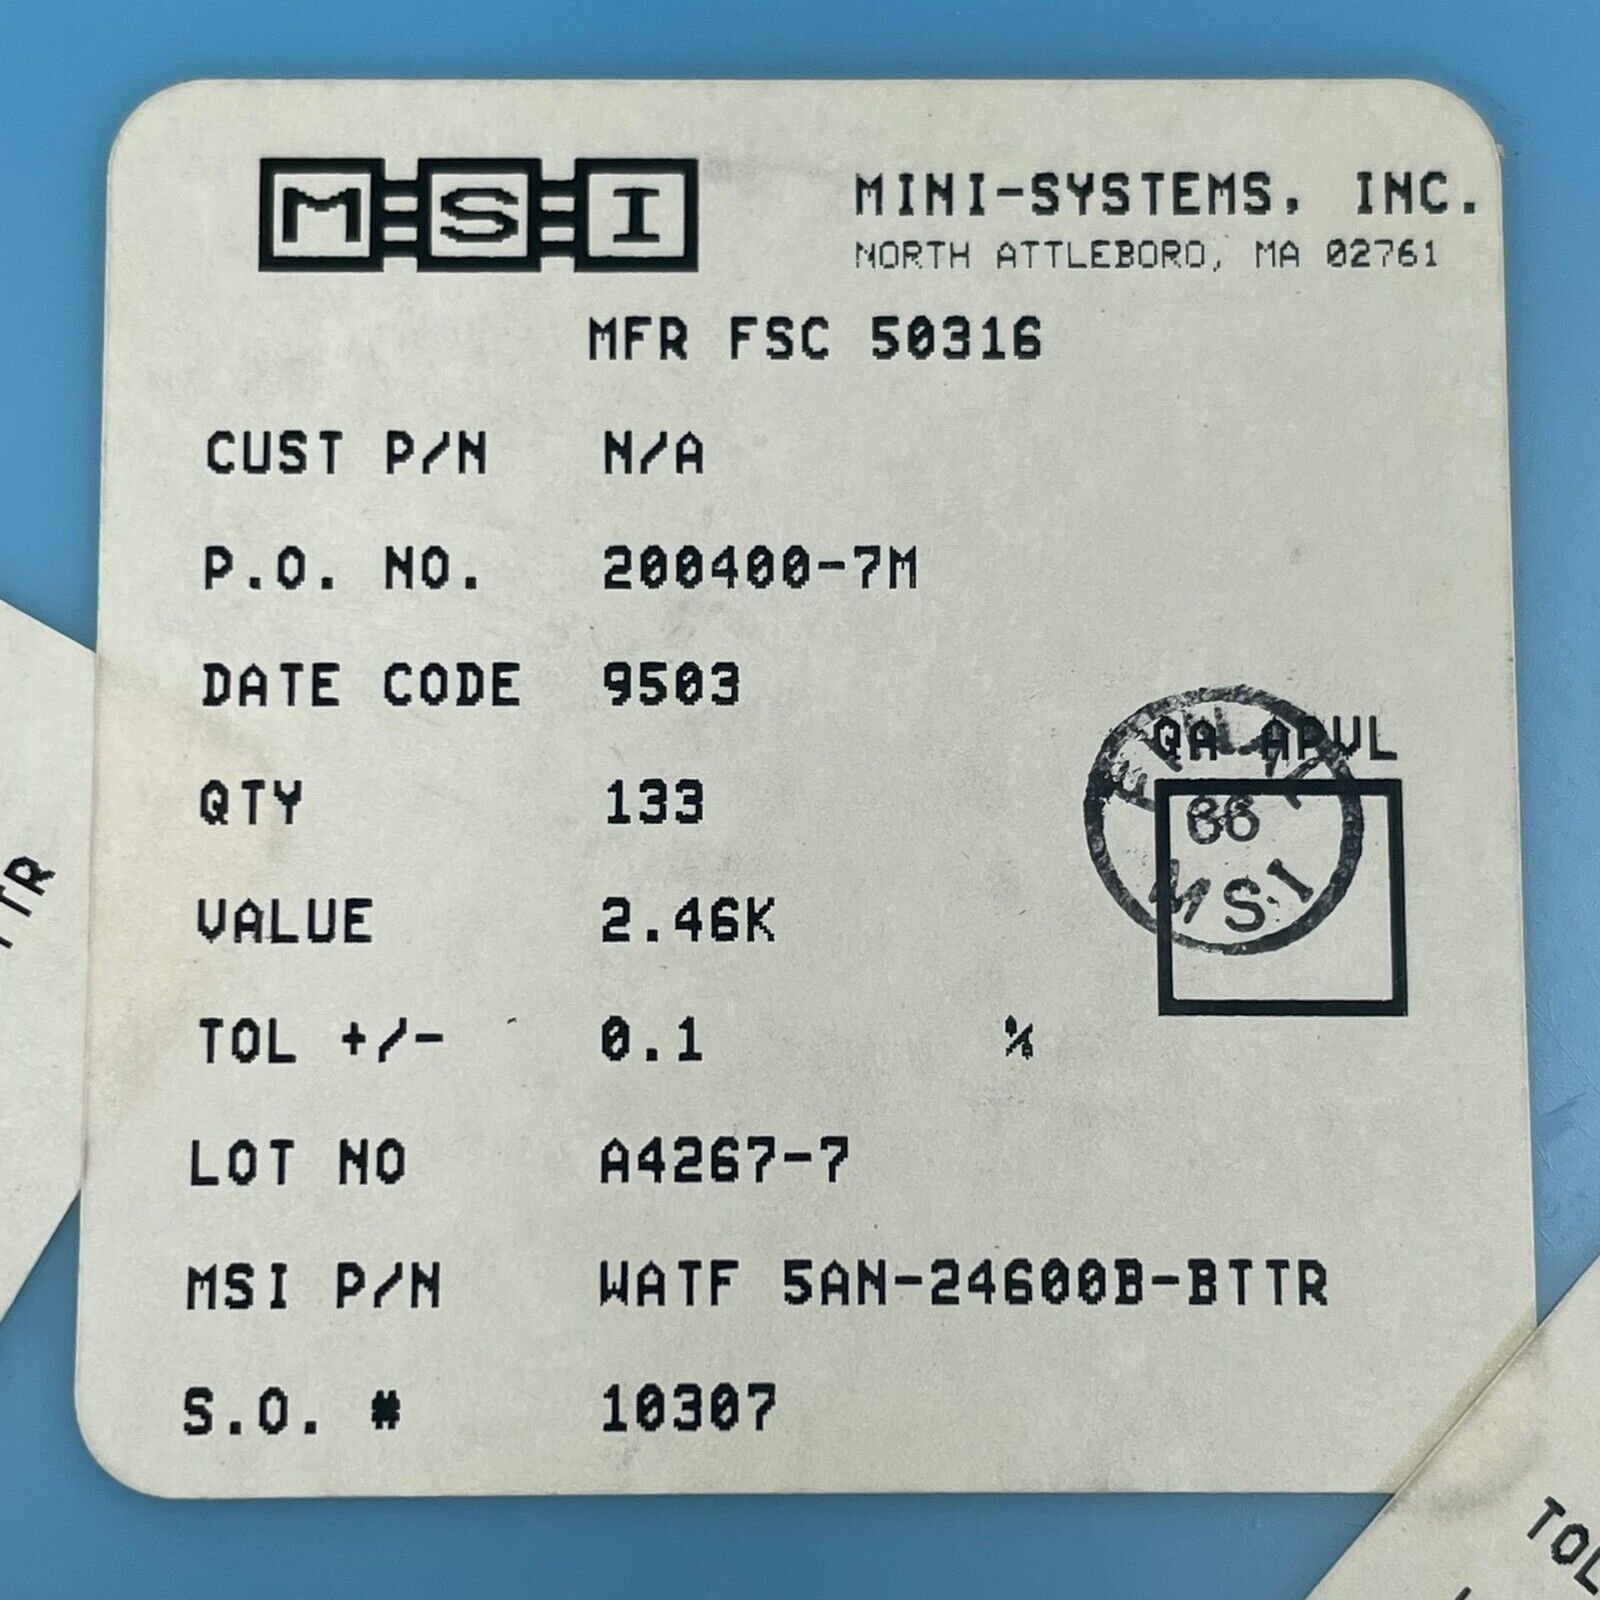 MSI
MINI-SYSTEMS, INC.
NORTH ATTLEBORO, MA 02761
MFR FSC 50316
CUST P/N N/A
P.O. NO. 200400-7M
DATE CODE 9503
QA APVL
QTY 133
66
VALUE 2.46K
MSI
TOL +/- 0.1 %
LOT NO A4267-7
MSI P/N WATF 5AN-24600B-BTTR
S.O. # 10307
TR
TOL